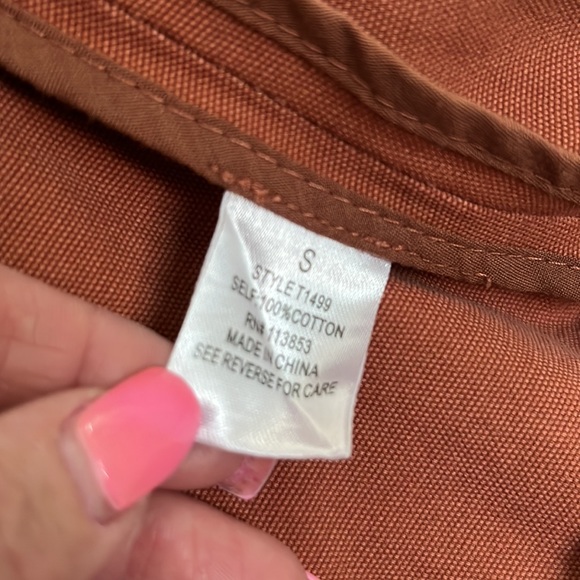 S
STYLE T1499
SELF-100%COTTON
RN# 113853
MADE IN CHINA
SEE REVERSE FOR CARE